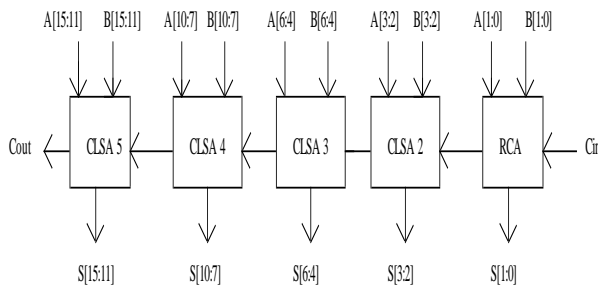 A[15:11] B[15:11] A[10:7] B[10:7] A[6:4] B[6:4] A[3:2] B[3:2] A[1:0] B[1:0]
Cout CLSA 5 CLSA 4 CLSA 3 CLSA 2 RCA Cin
S[15:11] S[10:7] S[6:4] S[3:2] S[1:0]